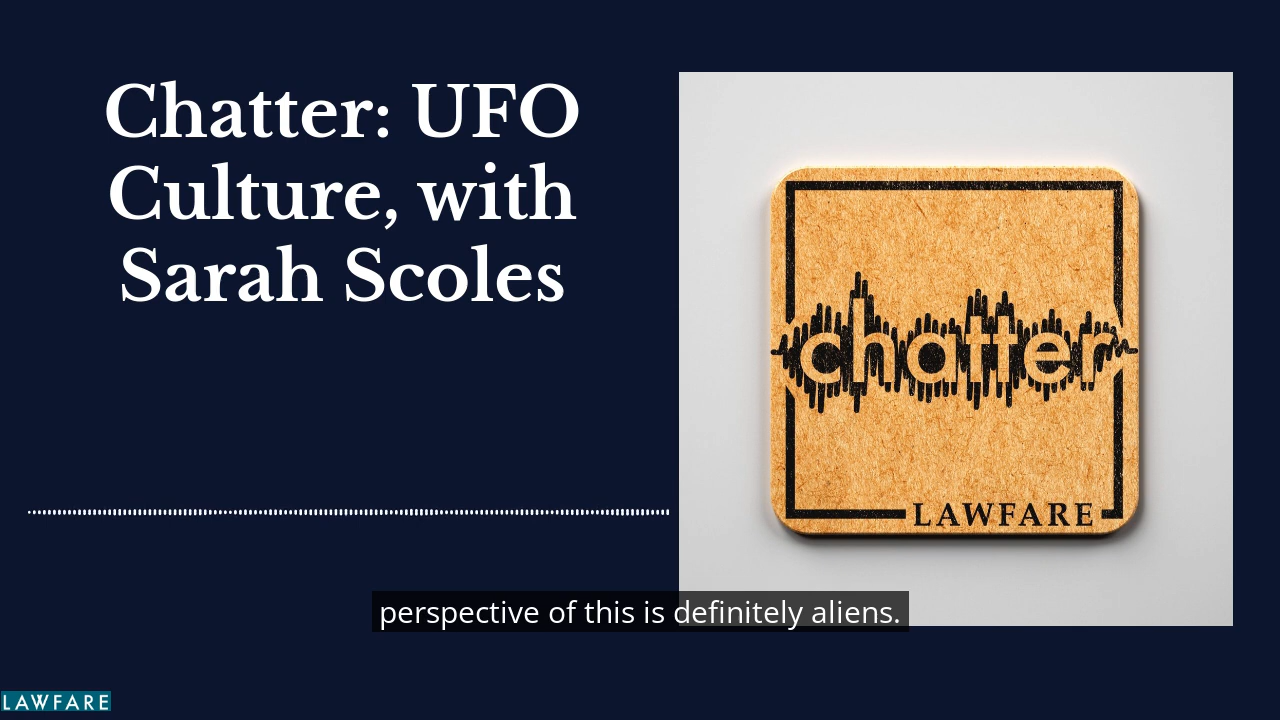 Chatter: UFO
Culture, with
Sarah Scoles
chatter
LAWFARE
perspective of this is definitely aliens.
LAWFARE